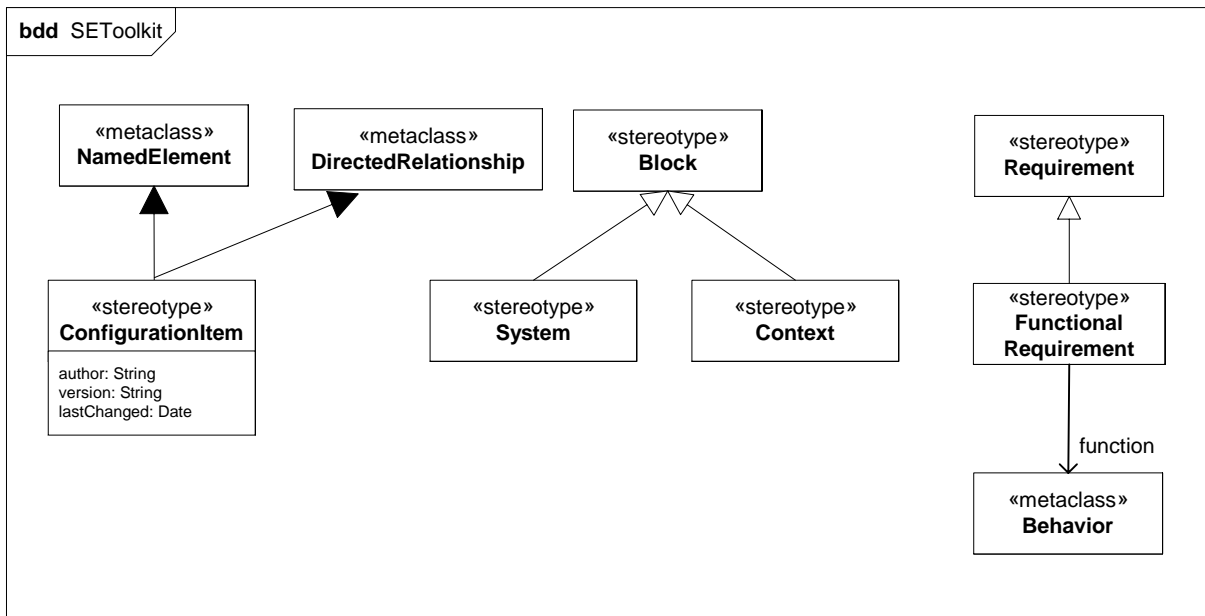 bdd SEToolkit
«metaclass»
NamedElement
«metaclass»
DirectedRelationship
«stereotype»
Block
«stereotype»
Requirement
«stereotype»
ConfigurationItem
author: String
version: String
lastChanged: Date
«stereotype»
System
«stereotype»
Context
«stereotype»
Functional
Requirement
function
«metaclass»
Behavior